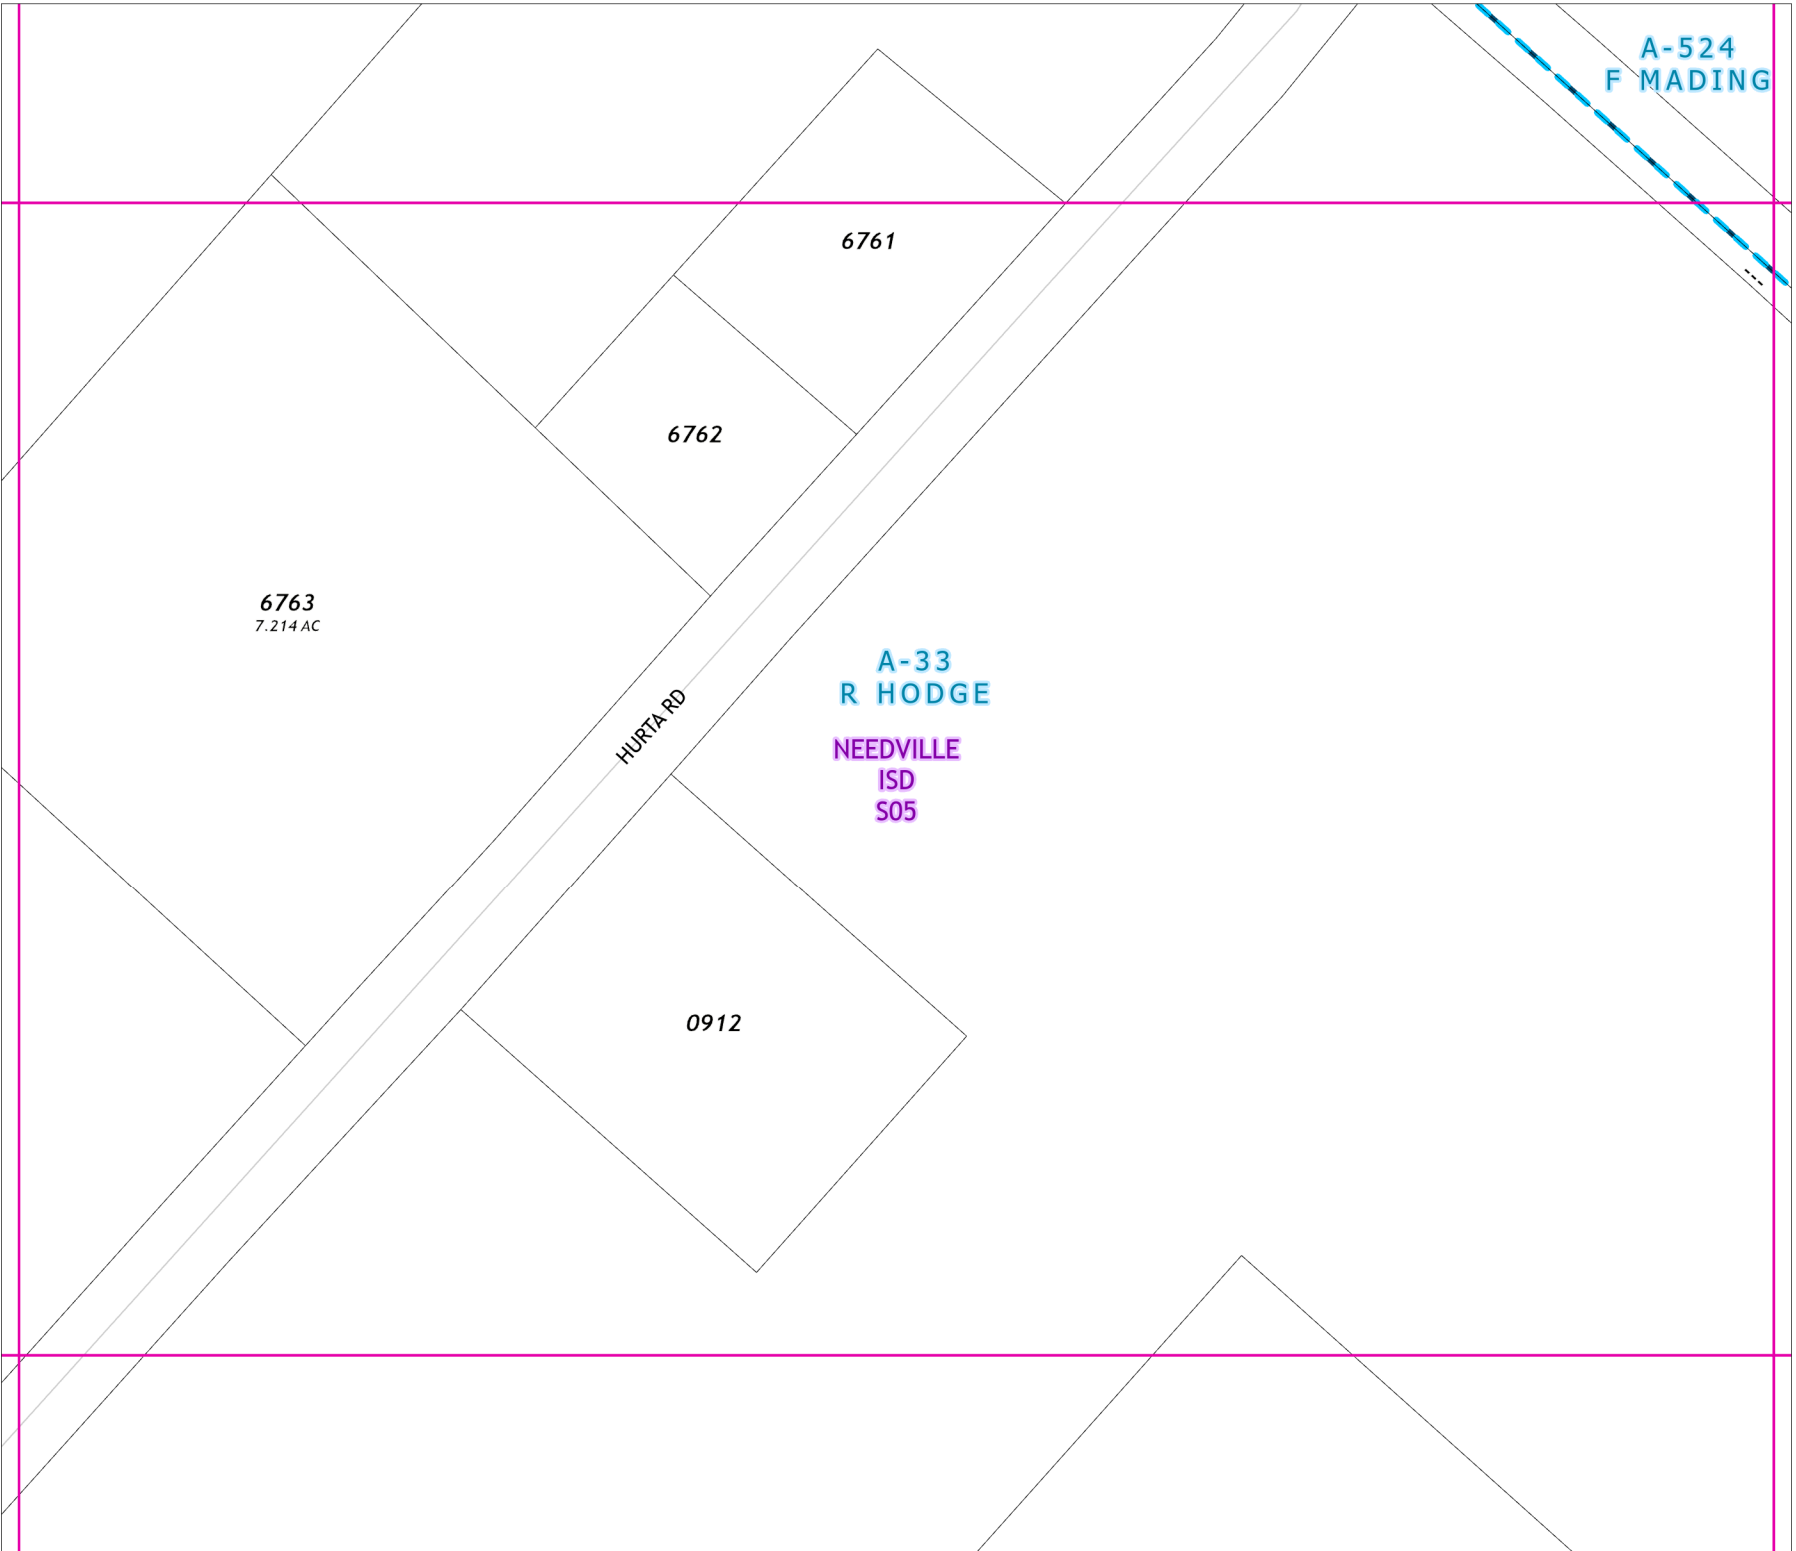 A-524
F MADING
6761
6762
6763
7.214 AC
A-33
R HODGE
HURTA RD
NEEDVILLE
ISD
S05
0912